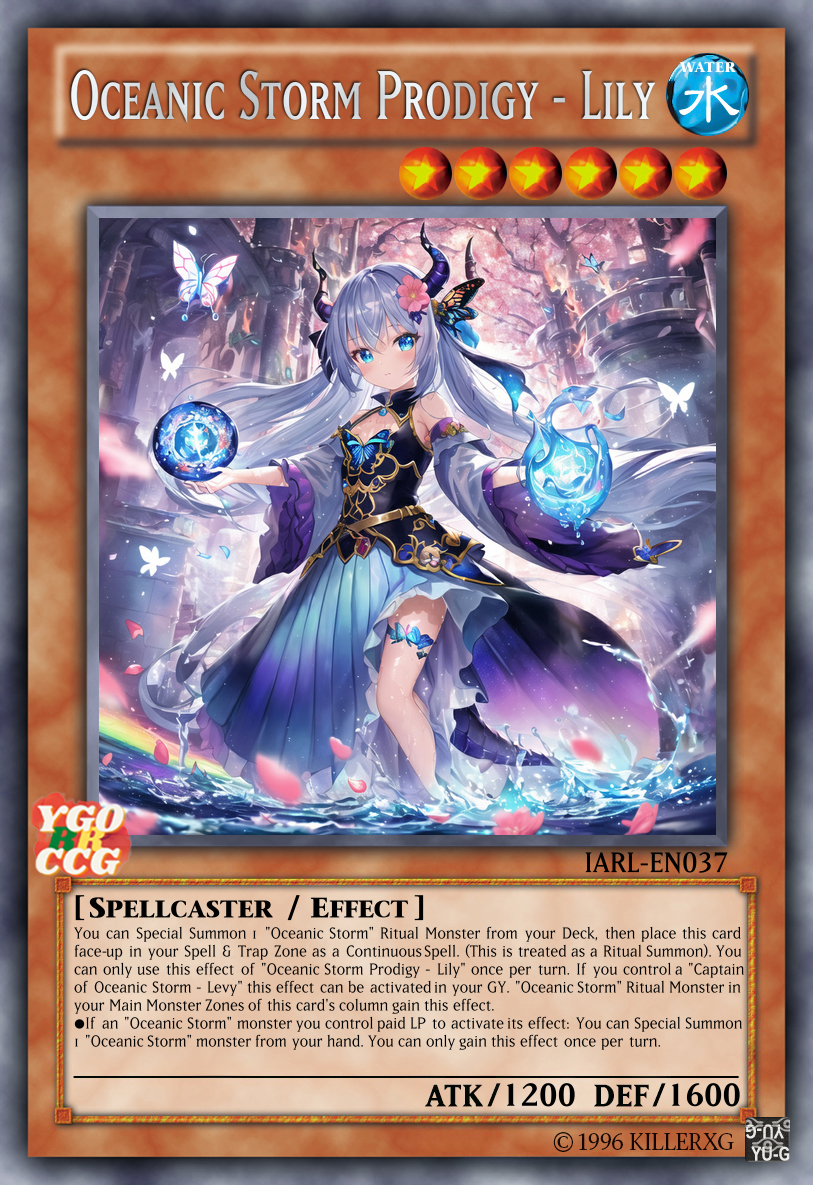 OCEANIC STORM PRODIGY - LILY
WATER
水
YGO
RR
CCG
IARL-EN037
[ SPELLCASTER / EFFECT ]
You can Special Summon 1 "Oceanic Storm" Ritual Monster from your Deck, then place this card
face-up in your Spell & Trap Zone as a Continuous Spell. (This is treated as a Ritual Summon). You
can only use this effect of "Oceanic Storm Prodigy - Lily" once per turn. If you control a "Captain
of Oceanic Storm - Levy" this effect can be activated in your GY. "Oceanic Storm" Ritual Monster in
your Main Monster Zones of this card's column gain this effect.
●If an "Oceanic Storm" monster you control paid LP to activate its effect: You can Special Summon
1 "Oceanic Storm" monster from your hand. You can only gain this effect once per turn.
ATK/1200 DEF/1600
© 1996 KILLERXG
YU-G
YU-G